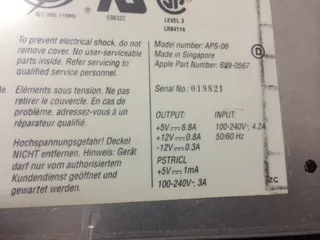 IEC 950 (1986)
E98322
LEVEL 3
LR84114
To prevent electrical shock, do not
remove cover. No user-serviceable
parts inside. Refer servicing to
qualified service personnel.
Eléments sous tension. Ne pas
retirer le couvercle. En cas de
problème, adressez-vous à un
réparateur qualifié.
Hochspannungsgefahr! Deckel
NICHT entfernen. Hinweis: Gerät
darf nur vom authorisiertem
Kundendienst geöffnet und
gewartet werden.
Model number: APS-06
Made in Singapore
Apple Part Number: 699-0567
D
Serial No.: 019821
OUTPUT:
+5V 6.8A
+12V 0.8A
-12V 0.3A
INPUT:
100-240V~ 4.2A
50/60 Hz
PSTRICL
+5V 1mA
100-240V~ 3A
ZC